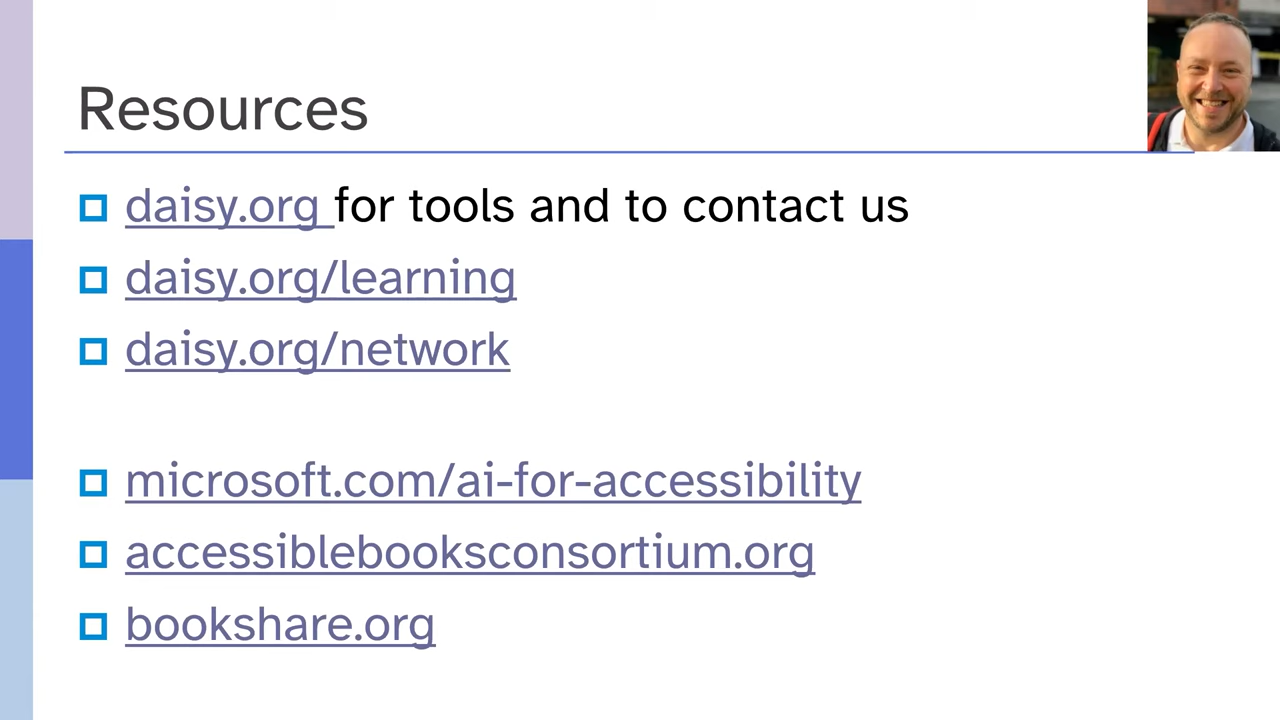 Resources
daisy.org for tools and to contact us
daisy.org/learning
daisy.org/network
microsoft.com/ai-for-accessibility
accessiblebooksconsortium.org
bookshare.org